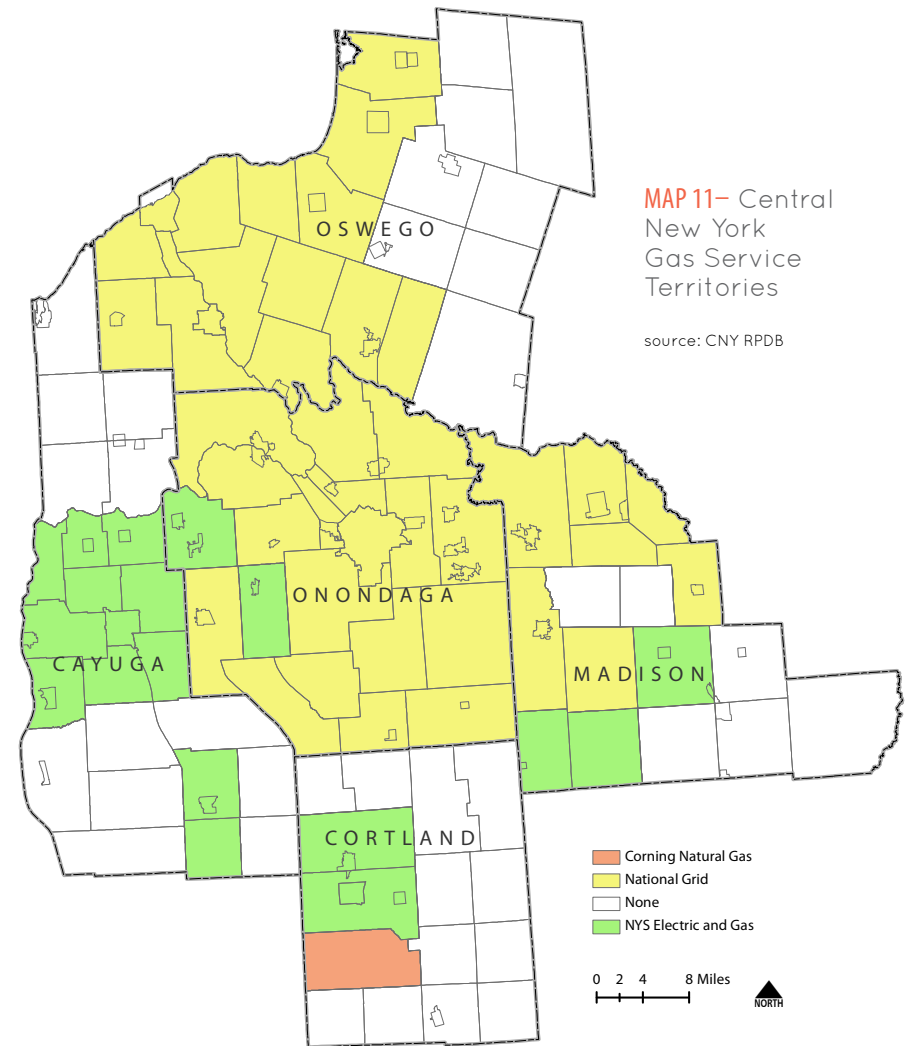 MAP 11– Central
New York
Gas Service
Territories
source: CNY RPDB
OSWEGO
ONONDAGA
CAYUGA
MADISON
CORTLAND
Corning Natural Gas
National Grid
None
NYS Electric and Gas
0 2 4 8 Miles
NORTH